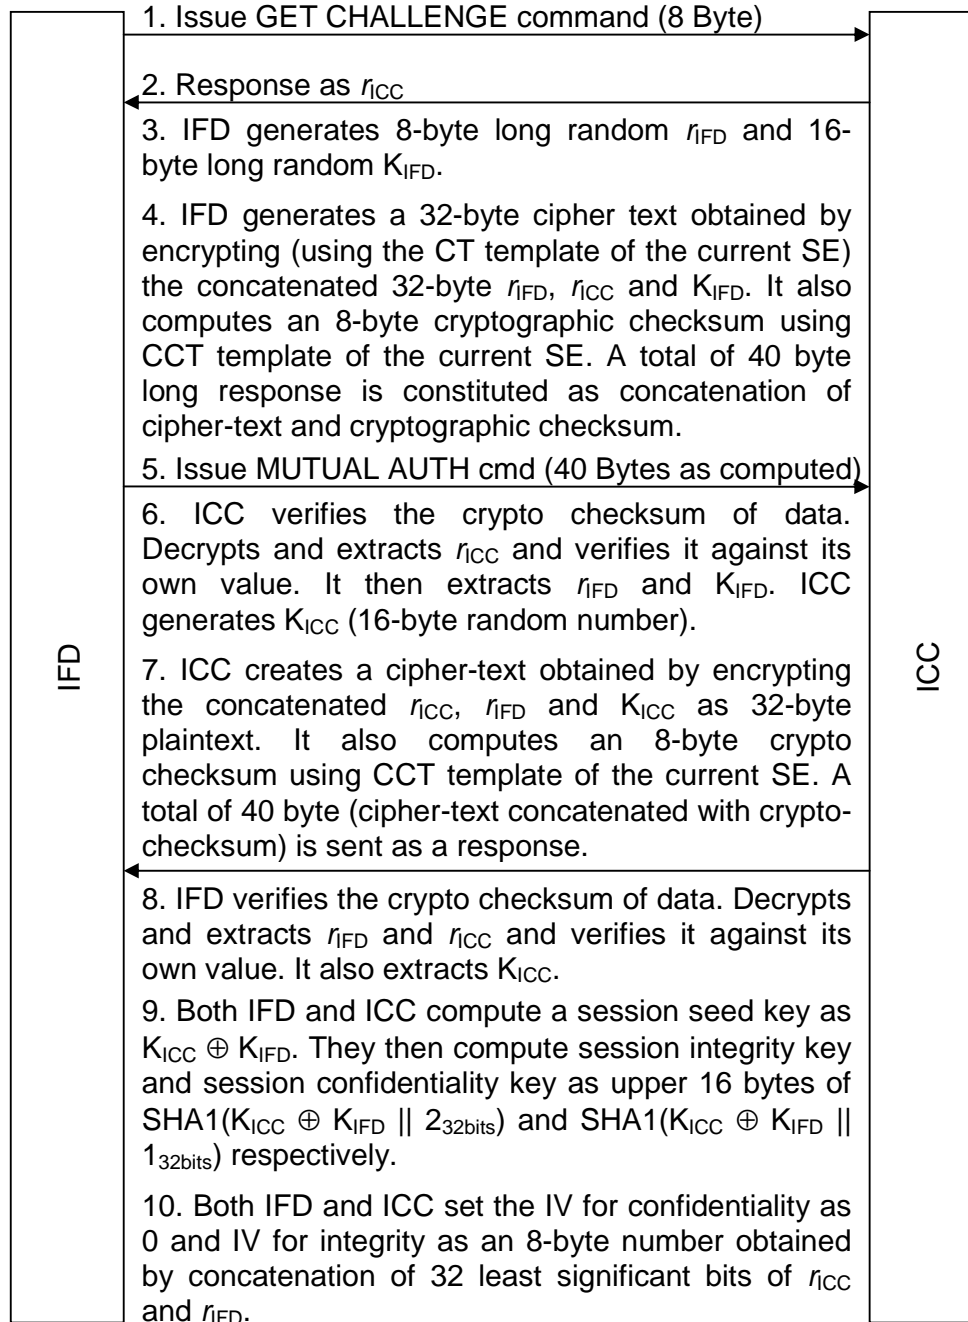 1. Issue GET CHALLENGE command (8 Byte)
2. Response as rICC
3. IFD generates 8-byte long random rIFD and 16-
byte long random KIFD.
4. IFD generates a 32-byte cipher text obtained by
encrypting (using the CT template of the current SE)
the concatenated 32-byte rIFD, rICC and KIFD. It also
computes an 8-byte cryptographic checksum using
CCT template of the current SE. A total of 40 byte
long response is constituted as concatenation of
cipher-text and cryptographic checksum.
5. Issue MUTUAL AUTH cmd (40 Bytes as computed)
6. ICC verifies the crypto checksum of data.
Decrypts and extracts rICC and verifies it against its
own value. It then extracts rIFD and KIFD. ICC
generates KICC (16-byte random number).
IFD
ICC
7. ICC creates a cipher-text obtained by encrypting
the concatenated rICC, rIFD and KICC as 32-byte
plaintext. It also computes an 8-byte crypto
checksum using CCT template of the current SE. A
total of 40 byte (cipher-text concatenated with crypto-
checksum) is sent as a response.
8. IFD verifies the crypto checksum of data. Decrypts
and extracts rIFD and rICC and verifies it against its
own value. It also extracts KICC.
9. Both IFD and ICC compute a session seed key as
KICC ⊕ KIFD. They then compute session integrity key
and session confidentiality key as upper 16 bytes of
SHA1(KICC ⊕ KIFD || 232bits) and SHA1(KICC ⊕ KIFD ||
132bits) respectively.
10. Both IFD and ICC set the IV for confidentiality as
0 and IV for integrity as an 8-byte number obtained
by concatenation of 32 least significant bits of rICC
and rIFD.